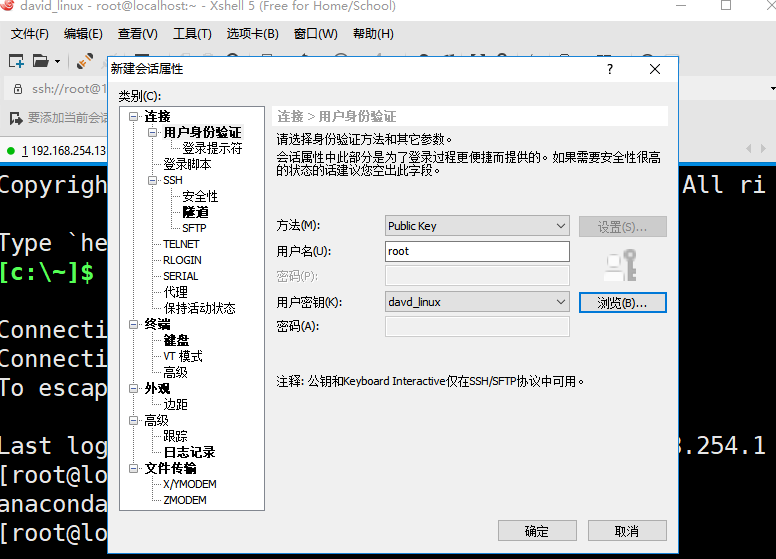 david_linux - root@localhost:~ - Xshell 5 (Free for Home/School)
文件(F) 编辑(E) 查看(V) 工具(T) 选项卡(B) 窗口(W) 帮助(H)
ssh://root@1
要添加当前会话
1 192.168.254.13
新建会话属性
类别(C):
连接
用户身份验证
登录提示符
登录脚本
SSH
安全性
隧道
SFTP
TELNET
RLOGIN
SERIAL
代理
保持活动状态
终端
键盘
VT 模式
高级
外观
边距
高级
跟踪
日志记录
文件传输
X/YMODEM
ZMODEM
连接 > 用户身份验证
请选择身份验证方法和其它参数。
会话属性中此部分是为了登录过程更便捷而提供的。如果需要安全性很高
的状态的话建议您空出此字段。
方法(M): Public Key 设置(S)...
用户名(U): root
密码(P):
用户密钥(K): davd_linux 浏览(B)...
密码(A):
注释: 公钥和Keyboard Interactive仅在SSH/SFTP协议中可用。
确定 取消
Copyrigh All ri
Type `he
[c:\~]$
Connecti
Connecti
To escap
Last log 3.254.1
[root@lo
anaconda
[root@lo